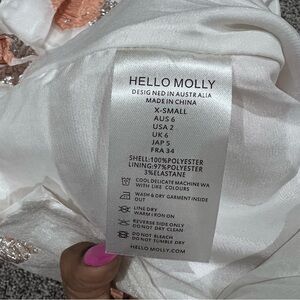 HELLO MOLLY
DESIGNED IN AUSTRALIA
MADE IN CHINA
X-SMALL
AUS 6
USA 2
UK 6
JAP 5
FRA 34
SHELL:100%POLYESTER
LINING:97%POLYESTER
3%ELASTANE
COOL DELICATE MACHINE WA
WITH LIKE COLOURS
WASH & DRY GARMENT INSIDE
OUT
LINE DRY
WARM IRON ON
REVERSE SIDE ONLY
DO NOT DRY CLEAN
DO NOT BLEACH
DO NOT TUMBLE DRY
HELLOMOLLY.COM